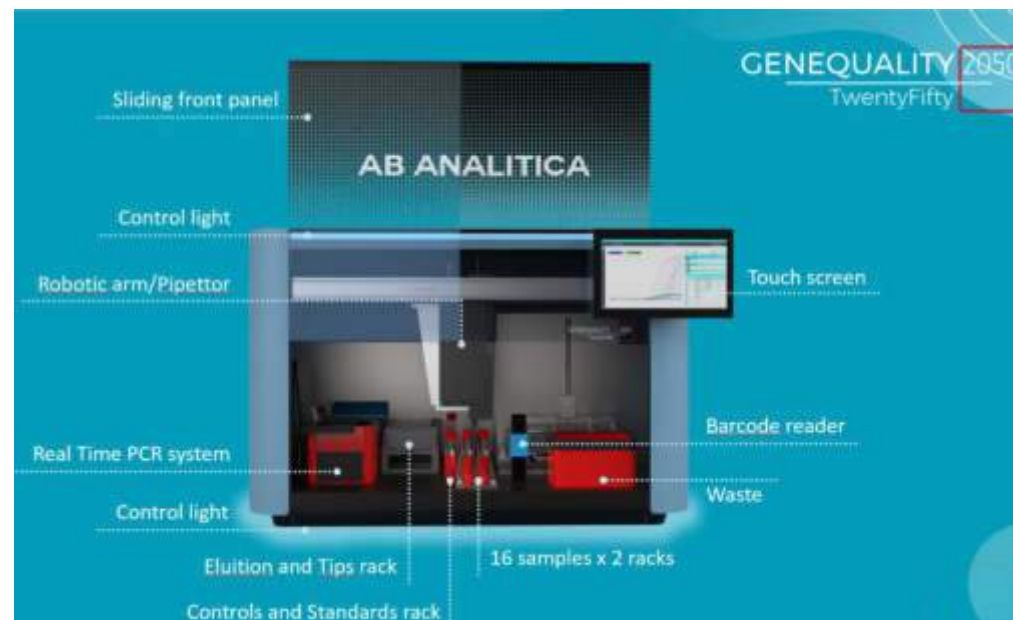 GENEQUALITY 2050
TwentyFifty
Sliding front panel
AB ANALITICA
Control light
Robotic arm/Pipettor
Touch screen
Barcode reader
Real Time PCR system
Waste
Control light
16 samples x 2 racks
Eluition and Tips rack
Controls and Standards rack